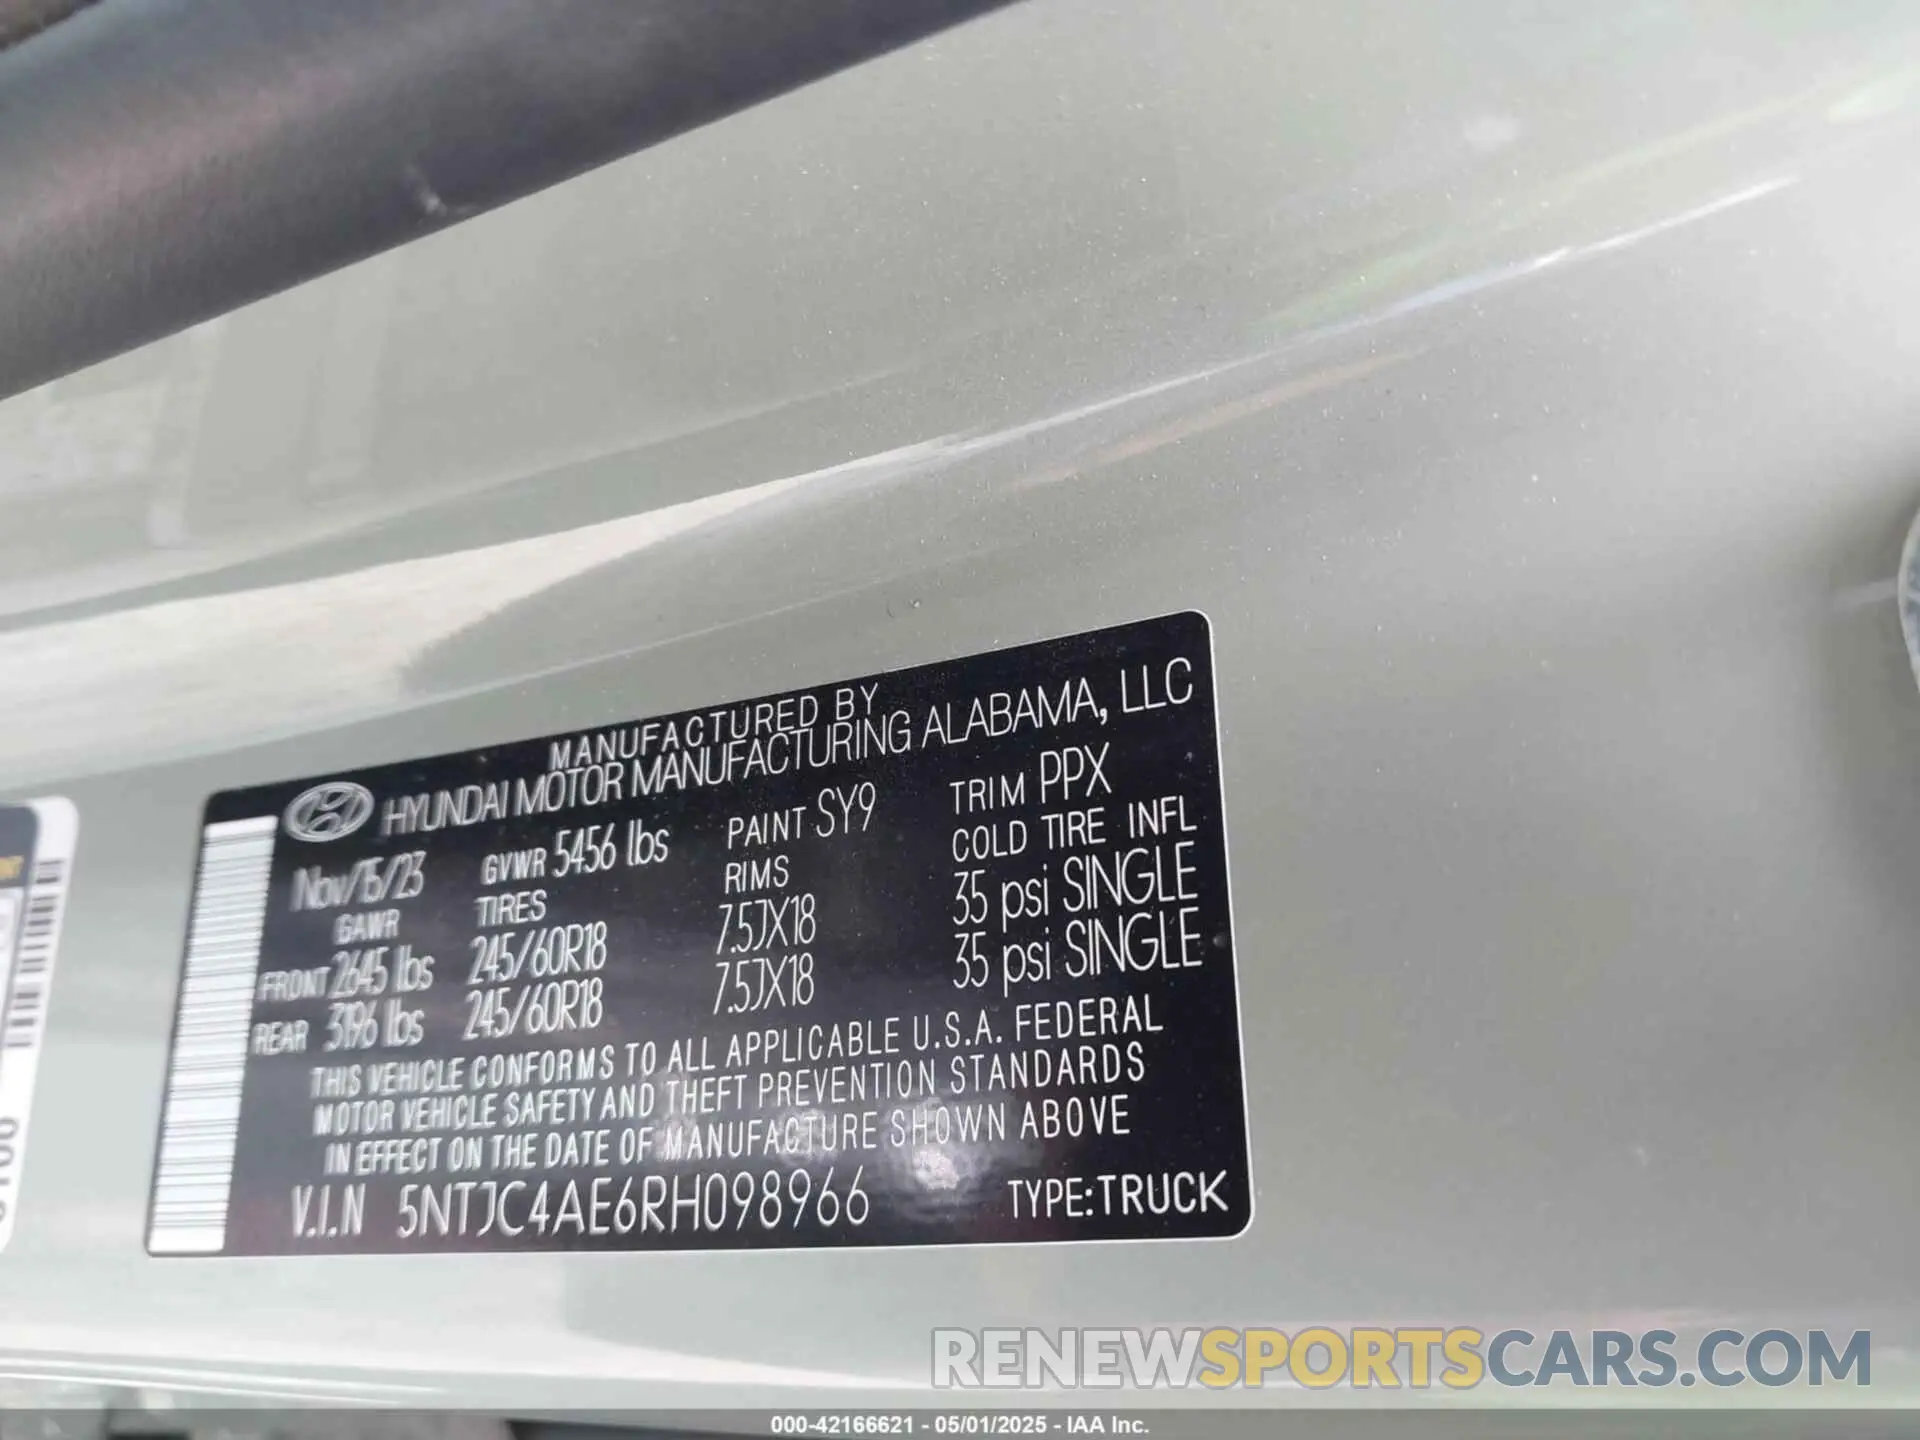 MANUFACTURED BY
HYUNDAI MOTOR MANUFACTURING ALABAMA, LLC
Nov/15/23 GVWR 5456 lbs PAINT SY9 TRIM PPX
GAWR TIRES RIMS COLD TIRE INFL
FRONT 2645 lbs 245/60R18 7.5JX18 35 psi SINGLE
REAR 3196 lbs 245/60R18 7.5JX18 35 psi SINGLE
THIS VEHICLE CONFORMS TO ALL APPLICABLE U.S.A. FEDERAL
MOTOR VEHICLE SAFETY AND THEFT PREVENTION STANDARDS
IN EFFECT ON THE DATE OF MANUFACTURE SHOWN ABOVE
V.I.N 5NTJC4AE6RH098966 TYPE:TRUCK
RENEWSPORTSCARS.COM
000-42166621 - 05/01/2025 - IAA Inc.